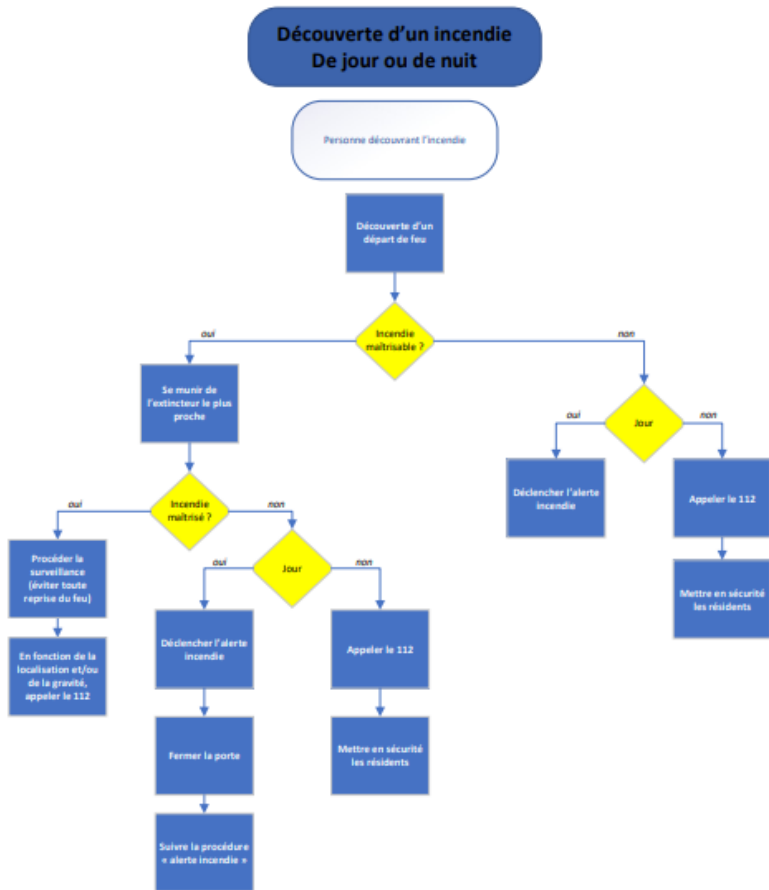 Découverte d'un incendie
De jour ou de nuit
Personne découvrant l'incendie
Découverte d'un
départ de feu
Incendie
maîtrisable ?
oui
non
Se munir de
l'extincteur le plus
proche
Jour
oui
non
Déclencher l'alerte
incendie
Appeler le 112
Mettre en sécurité
les résidents
Incendie
maîtrisé ?
oui
non
Procéder la
surveillance
(éviter toute
reprise du feu)
En fonction de la
localisation et/ou
de la gravité,
appeler le 112
Jour
oui
non
Déclencher l'alerte
incendie
Fermer la porte
Suivre la procédure
« alerte incendie »
Appeler le 112
Mettre en sécurité
les résidents